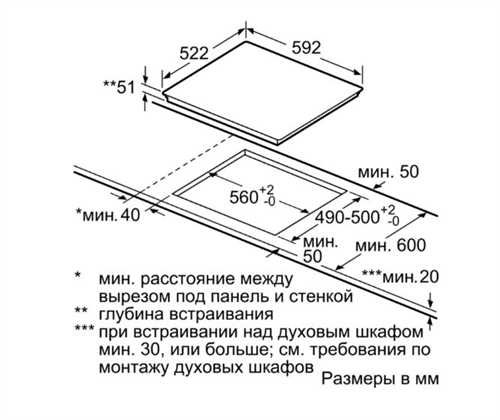 522
592
**51
мин. 50
560+2-0
490-500+2-0
*мин. 40
мин.
50
мин. 600
***мин.20
* мин. расстояние между
вырезом под панель и стенкой
** глубина встраивания
*** при встраивании над духовым шкафом
мин. 30, или больше; см. требования по
монтажу духовых шкафов
Размеры в мм